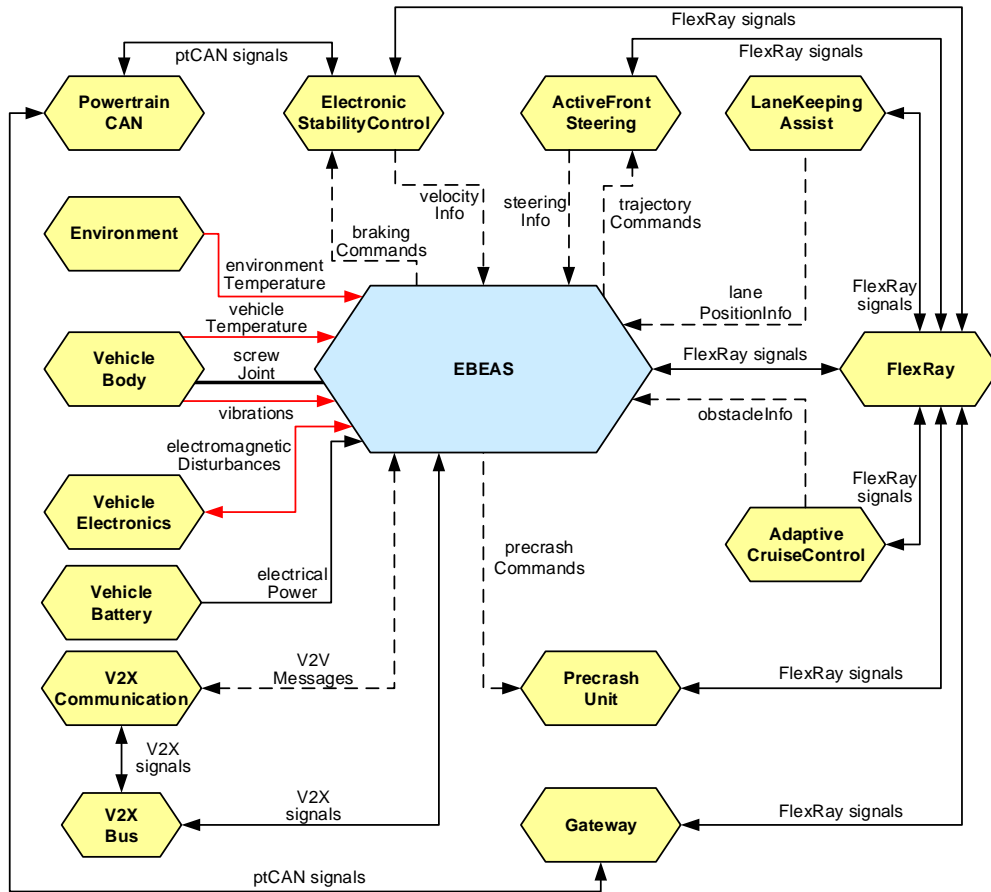 FlexRay signals
ptCAN signals
FlexRay signals
Powertrain
CAN
Electronic
StabilityControl
ActiveFront
Steering
LaneKeeping
Assist
velocity
Info
steering
Info
trajectory
Commands
braking
Commands
Environment
environment
Temperature
FlexRay
signals
lane
PositionInfo
vehicle
Temperature
Vehicle
Body
screw
Joint
EBEAS
FlexRay signals
FlexRay
vibrations
obstacleInfo
electromagnetic
Disturbances
FlexRay
signals
Vehicle
Electronics
Adaptive
CruiseControl
precrash
Commands
electrical
Power
Vehicle
Battery
V2X
Communication
V2V
Messages
Precrash
Unit
FlexRay signals
V2X
signals
V2X
Bus
V2X
signals
Gateway
FlexRay signals
ptCAN signals